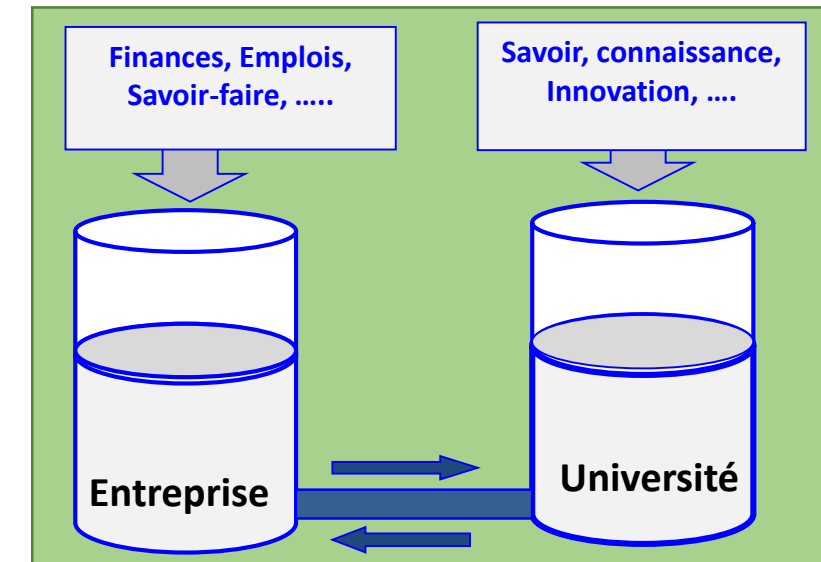 Finances, Emplois,
Savoir-faire, …..
Savoir, connaissance,
Innovation, ….
Entreprise
Université